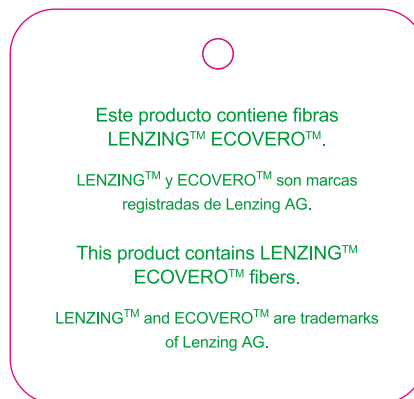 Este producto contiene fibras
LENZING™ ECOVERO™.
LENZING™ y ECOVERO™ son marcas
registradas de Lenzing AG.
This product contains LENZING™
ECOVERO™ fibers.
LENZING™ and ECOVERO™ are trademarks
of Lenzing AG.